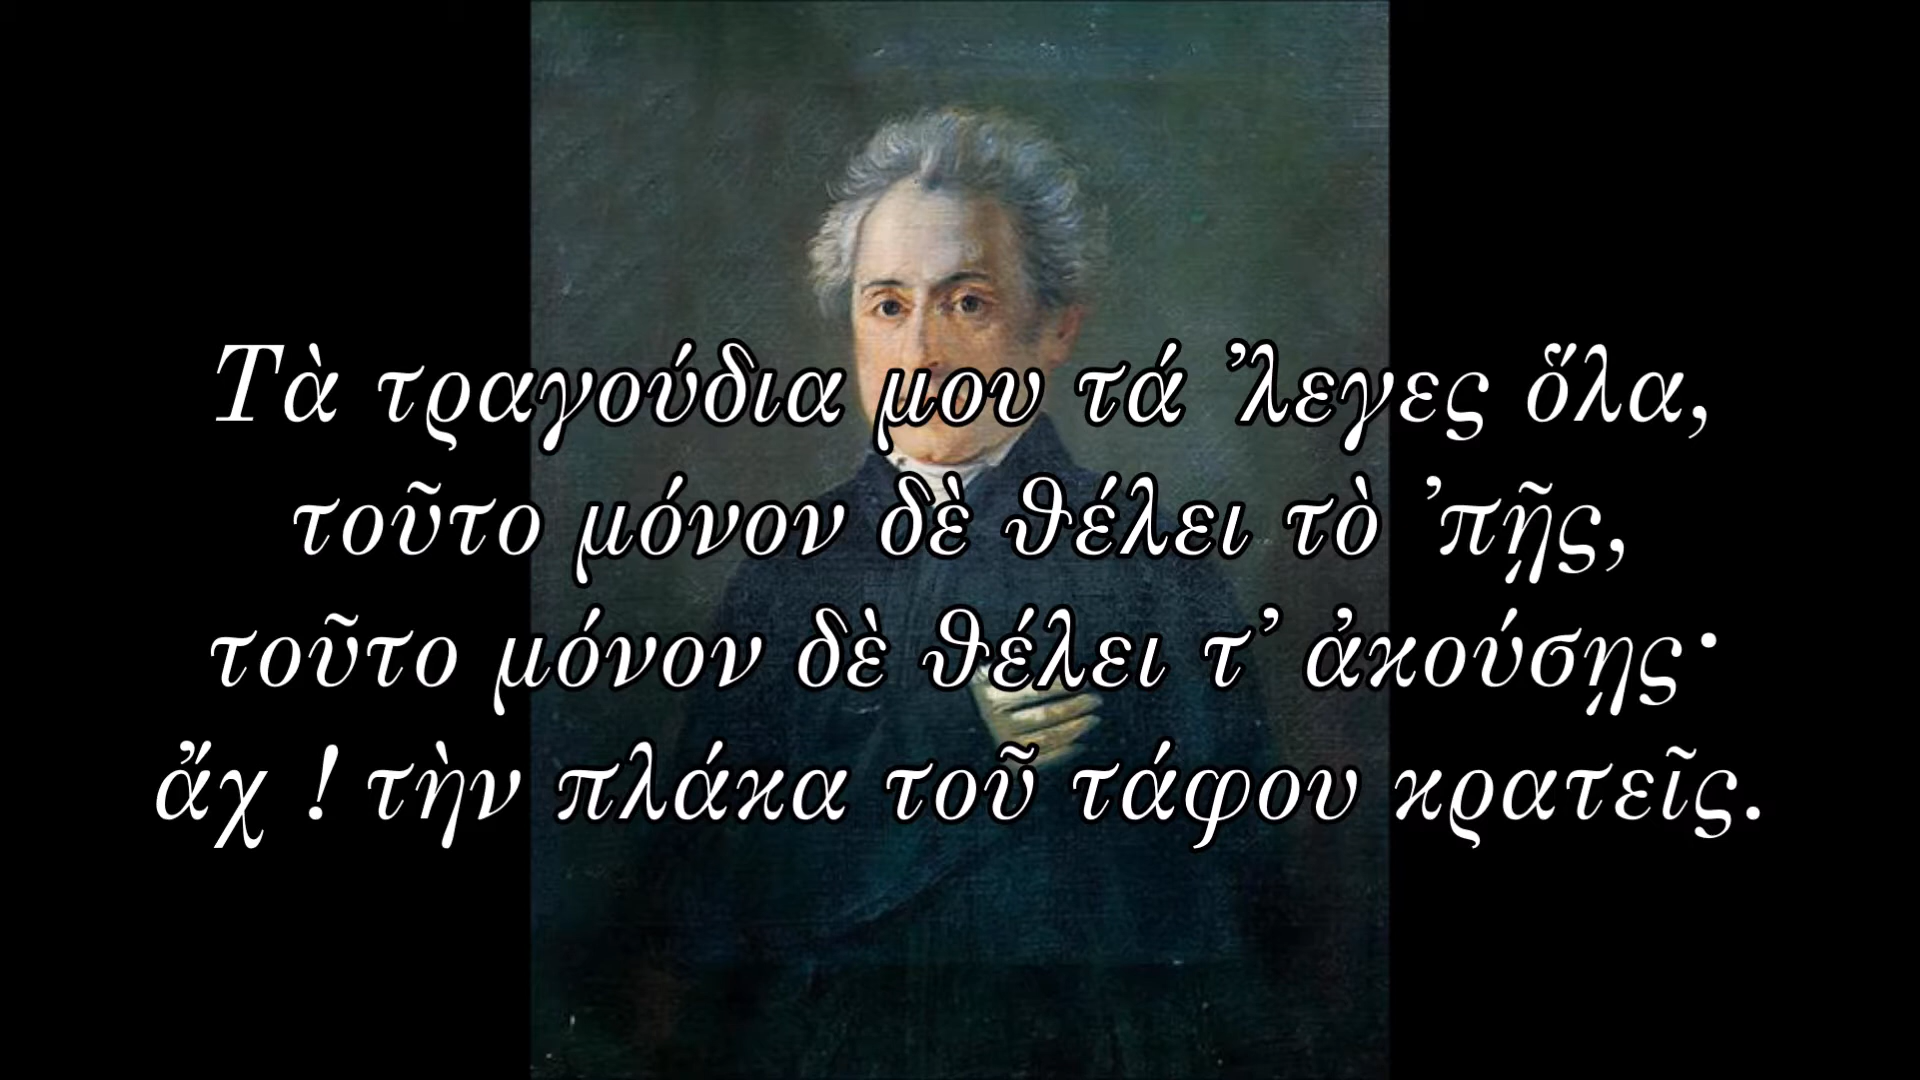 Τὰ τραγούδια μου τά ᾿λεγες ὅλα,
τοῦτο μόνον δὲ θέλει τὸ ᾿πῇς,
τοῦτο μόνον δὲ θέλει τ᾿ ἀκούσῃς·
ἄχ ! τὴν πλάκα τοῦ τάφου κρατεῖς.